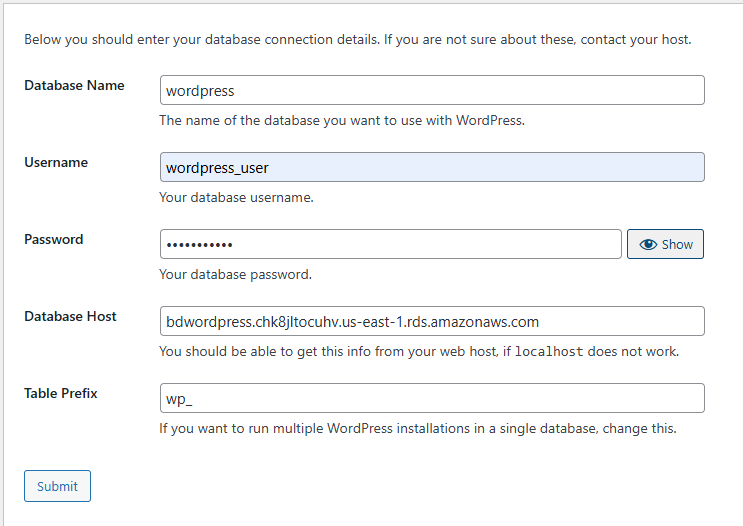 Below you should enter your database connection details. If you are not sure about these, contact your host.
Database Name
wordpress
The name of the database you want to use with WordPress.
Username
wordpress_user
Your database username.
Password
•••••••••••
Show
Your database password.
Database Host
bdwordpress.chk8jltocuhv.us-east-1.rds.amazonaws.com
You should be able to get this info from your web host, if localhost does not work.
Table Prefix
wp_
If you want to run multiple WordPress installations in a single database, change this.
Submit